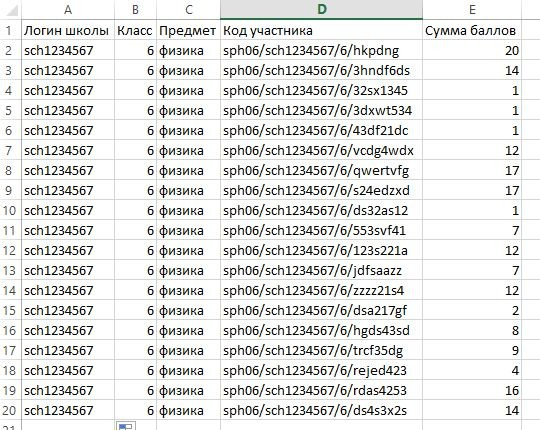 A B C D E
1 Логин школы Класс Предмет Код участника Сумма баллов
2 sch1234567 6 физика sph06/sch1234567/6/hkpdng 20
3 sch1234567 6 физика sph06/sch1234567/6/3hndf6ds 14
4 sch1234567 6 физика sph06/sch1234567/6/32sx1345 1
5 sch1234567 6 физика sph06/sch1234567/6/3dxwt534 1
6 sch1234567 6 физика sph06/sch1234567/6/43df21dc 1
7 sch1234567 6 физика sph06/sch1234567/6/vcdg4wdx 12
8 sch1234567 6 физика sph06/sch1234567/6/qwertvfg 17
9 sch1234567 6 физика sph06/sch1234567/6/s24edzxd 17
10 sch1234567 6 физика sph06/sch1234567/6/ds32as12 1
11 sch1234567 6 физика sph06/sch1234567/6/553svf41 7
12 sch1234567 6 физика sph06/sch1234567/6/123s221a 12
13 sch1234567 6 физика sph06/sch1234567/6/jdfsaazz 7
14 sch1234567 6 физика sph06/sch1234567/6/zzzz21s4 12
15 sch1234567 6 физика sph06/sch1234567/6/dsa217gf 2
16 sch1234567 6 физика sph06/sch1234567/6/hgds43sd 8
17 sch1234567 6 физика sph06/sch1234567/6/trcf35dg 9
18 sch1234567 6 физика sph06/sch1234567/6/rejed423 4
19 sch1234567 6 физика sph06/sch1234567/6/rdas4253 16
20 sch1234567 6 физика sph06/sch1234567/6/ds4s3x2s 14